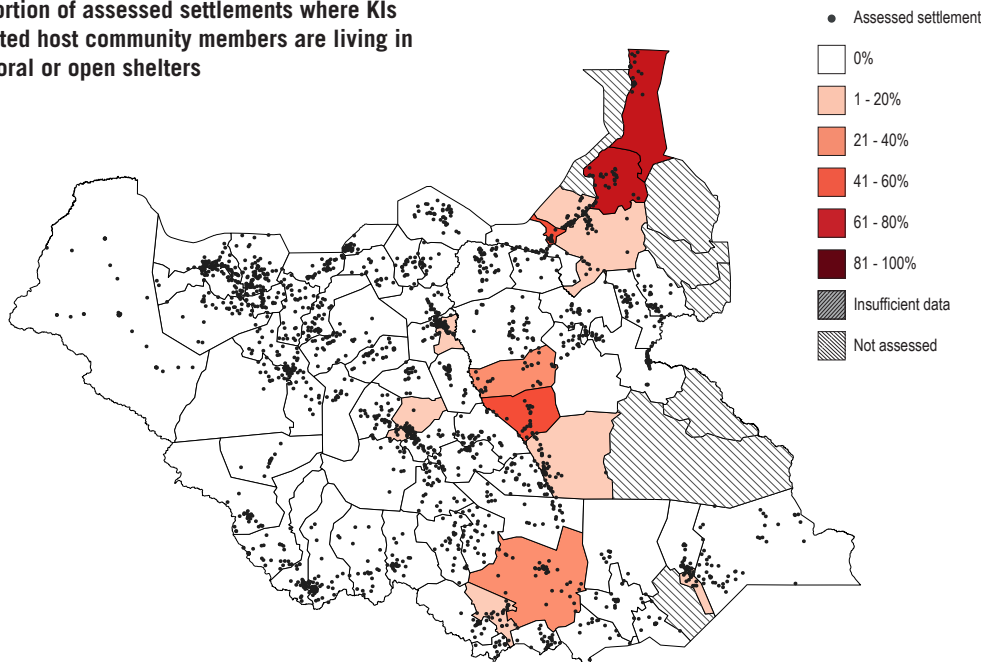 ortion of assessed settlements where KIs
ted host community members are living in
oral or open shelters
Assessed settlement
0%
1 - 20%
21 - 40%
41 - 60%
61 - 80%
81 - 100%
Insufficient data
Not assessed